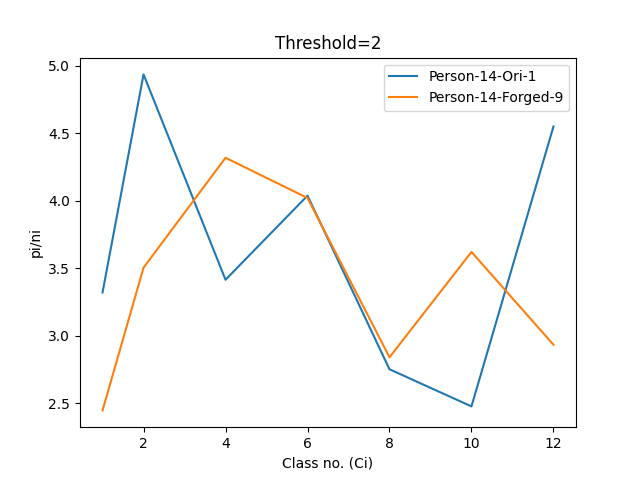 Threshold=2
Person-14-Ori-1
Person-14-Forged-9
pi/ni
5.0
4.5
4.0
3.5
3.0
2.5
2 4 6 8 10 12
Class no. (Ci)